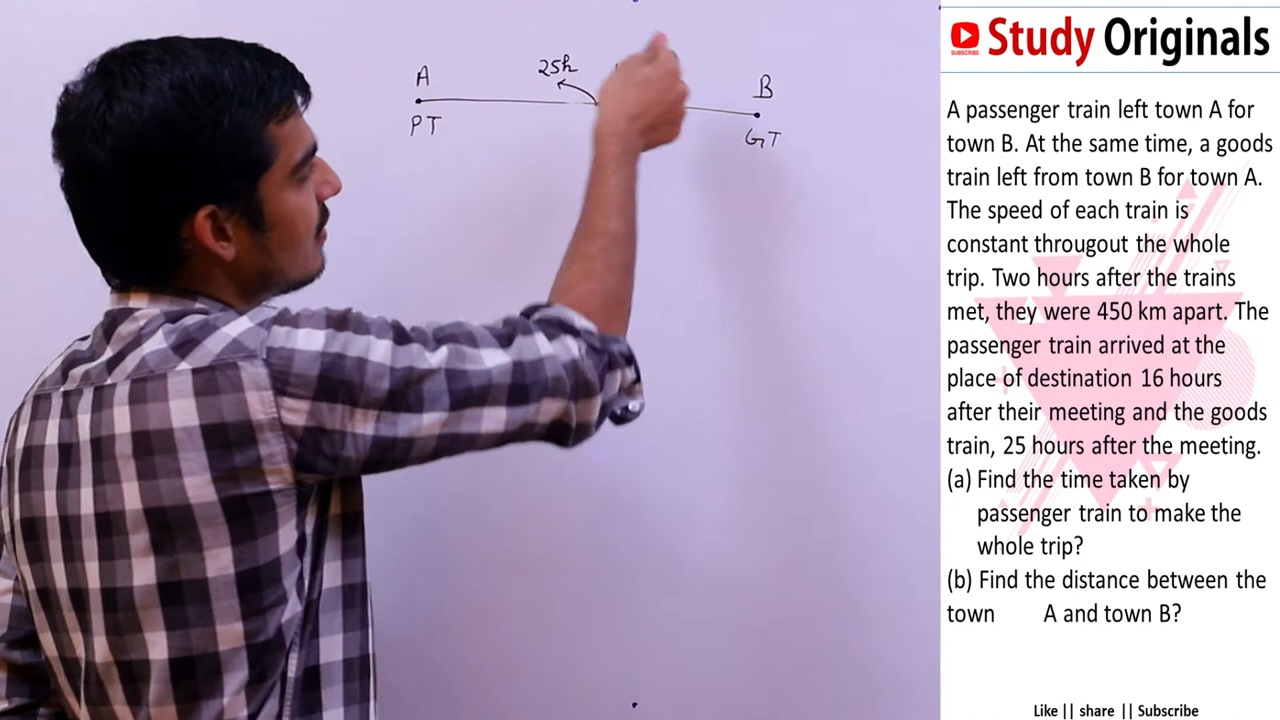 A
25h
B
PT
GT
SUBSCRIBE
Study Originals
A passenger train left town A for
town B. At the same time, a goods
train left from town B for town A.
The speed of each train is
constant througout the whole
trip. Two hours after the trains
met, they were 450 km apart. The
passenger train arrived at the
place of destination 16 hours
after their meeting and the goods
train, 25 hours after the meeting.
(a) Find the time taken by
passenger train to make the
whole trip?
(b) Find the distance between the
town A and town B?
Like || share || Subscribe